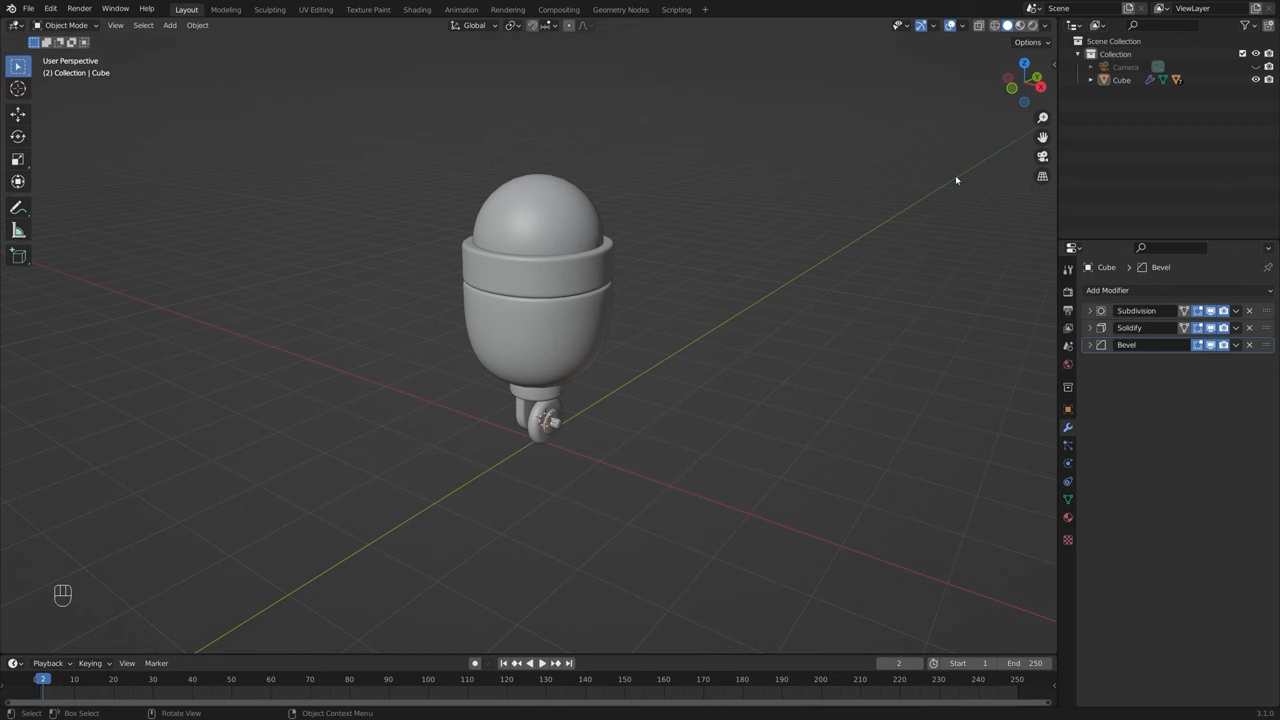 File Edit Render Window Help Layout Modeling Sculpting UV Editing Texture Paint Shading Animation Rendering Compositing Geometry Nodes Scripting + Scene ViewLayer
Object Mode View Select Add Object Global
Options
User Perspective
(2) Collection | Cube
Z
Y
X
Scene Collection
Collection
Camera
Cube
Cube > Bevel
Add Modifier
Subdivision
Solidify
Bevel
Playback Keying View Marker 2 Start 1 End 250
2 10 20 30 40 50 60 70 80 90 100 110 120 130 140 150 160 170 180 190 200 210 220 230 240 250
Select Box Select Rotate View Object Context Menu 3.1.0